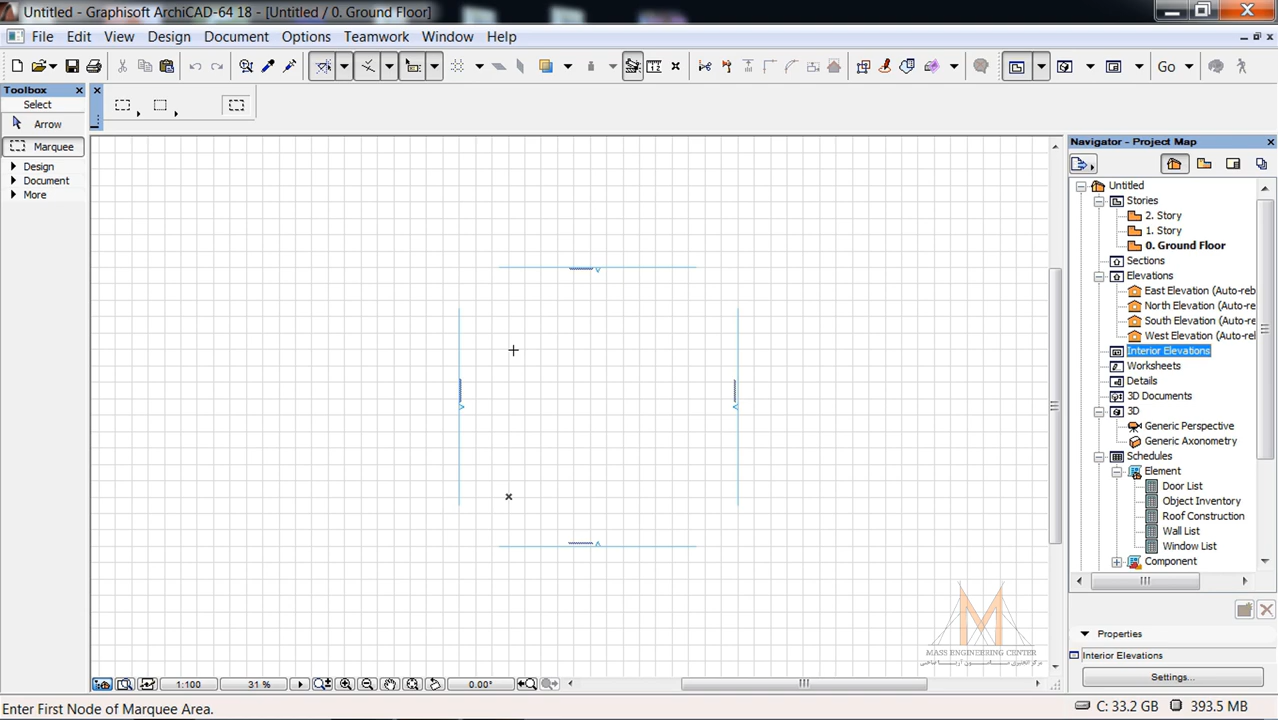 Untitled - Graphisoft ArchiCAD-64 18 - [Untitled / 0. Ground Floor]
File Edit View Design Document Options Teamwork Window Help
Go
Toolbox
Select
Arrow
Marquee
Design
Document
More
Navigator - Project Map
Untitled
Stories
2. Story
1. Story
0. Ground Floor
Sections
Elevations
East Elevation (Auto-reb
North Elevation (Auto-re
South Elevation (Auto-re
West Elevation (Auto-reb
Interior Elevations
Worksheets
Details
3D Documents
3D
Generic Perspective
Generic Axonometry
Schedules
Element
Door List
Object Inventory
Roof Construction
Wall List
Window List
Component
Properties
Interior Elevations
Settings...
MASS ENGINEERING CENTER
1:100 31 % 0.00°
Enter First Node of Marquee Area.
C: 33.2 GB 393.5 MB